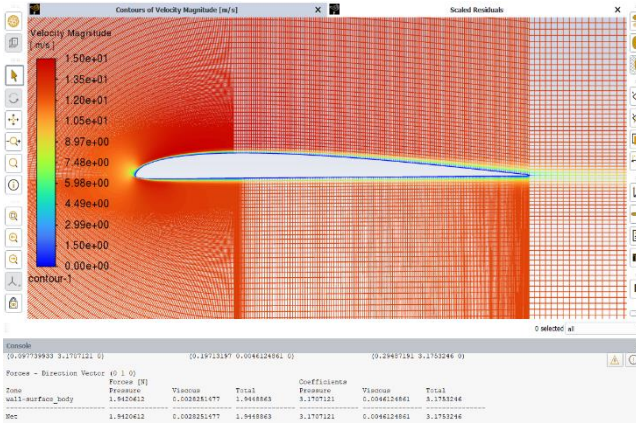 Contours of Velocity Magnitude [m/s] X
Scaled Residuals X
Velocity Magnitude
[ m/s ]
1.50e+01
1.35e+01
1.20e+01
1.05e+01
8.97e+00
7.48e+00
5.98e+00
4.49e+00
2.99e+00
1.50e+00
0.00e+00
contour-1
0 selected all
Console
(0.097739933 3.1707121 0) (0.19713197 0.0046124861 0) (0.29487151 3.1753246 0)
Forces - Direction Vector (0 1 0)
Forces [N] Coefficients
Zone Pressure Viscous Total Pressure Viscous Total
wall-surface_body 1.9420612 0.0028251477 1.9448863 3.1707121 0.0046124861 3.1753246
Net 1.9420612 0.0028251477 1.9448863 3.1707121 0.0046124861 3.1753246